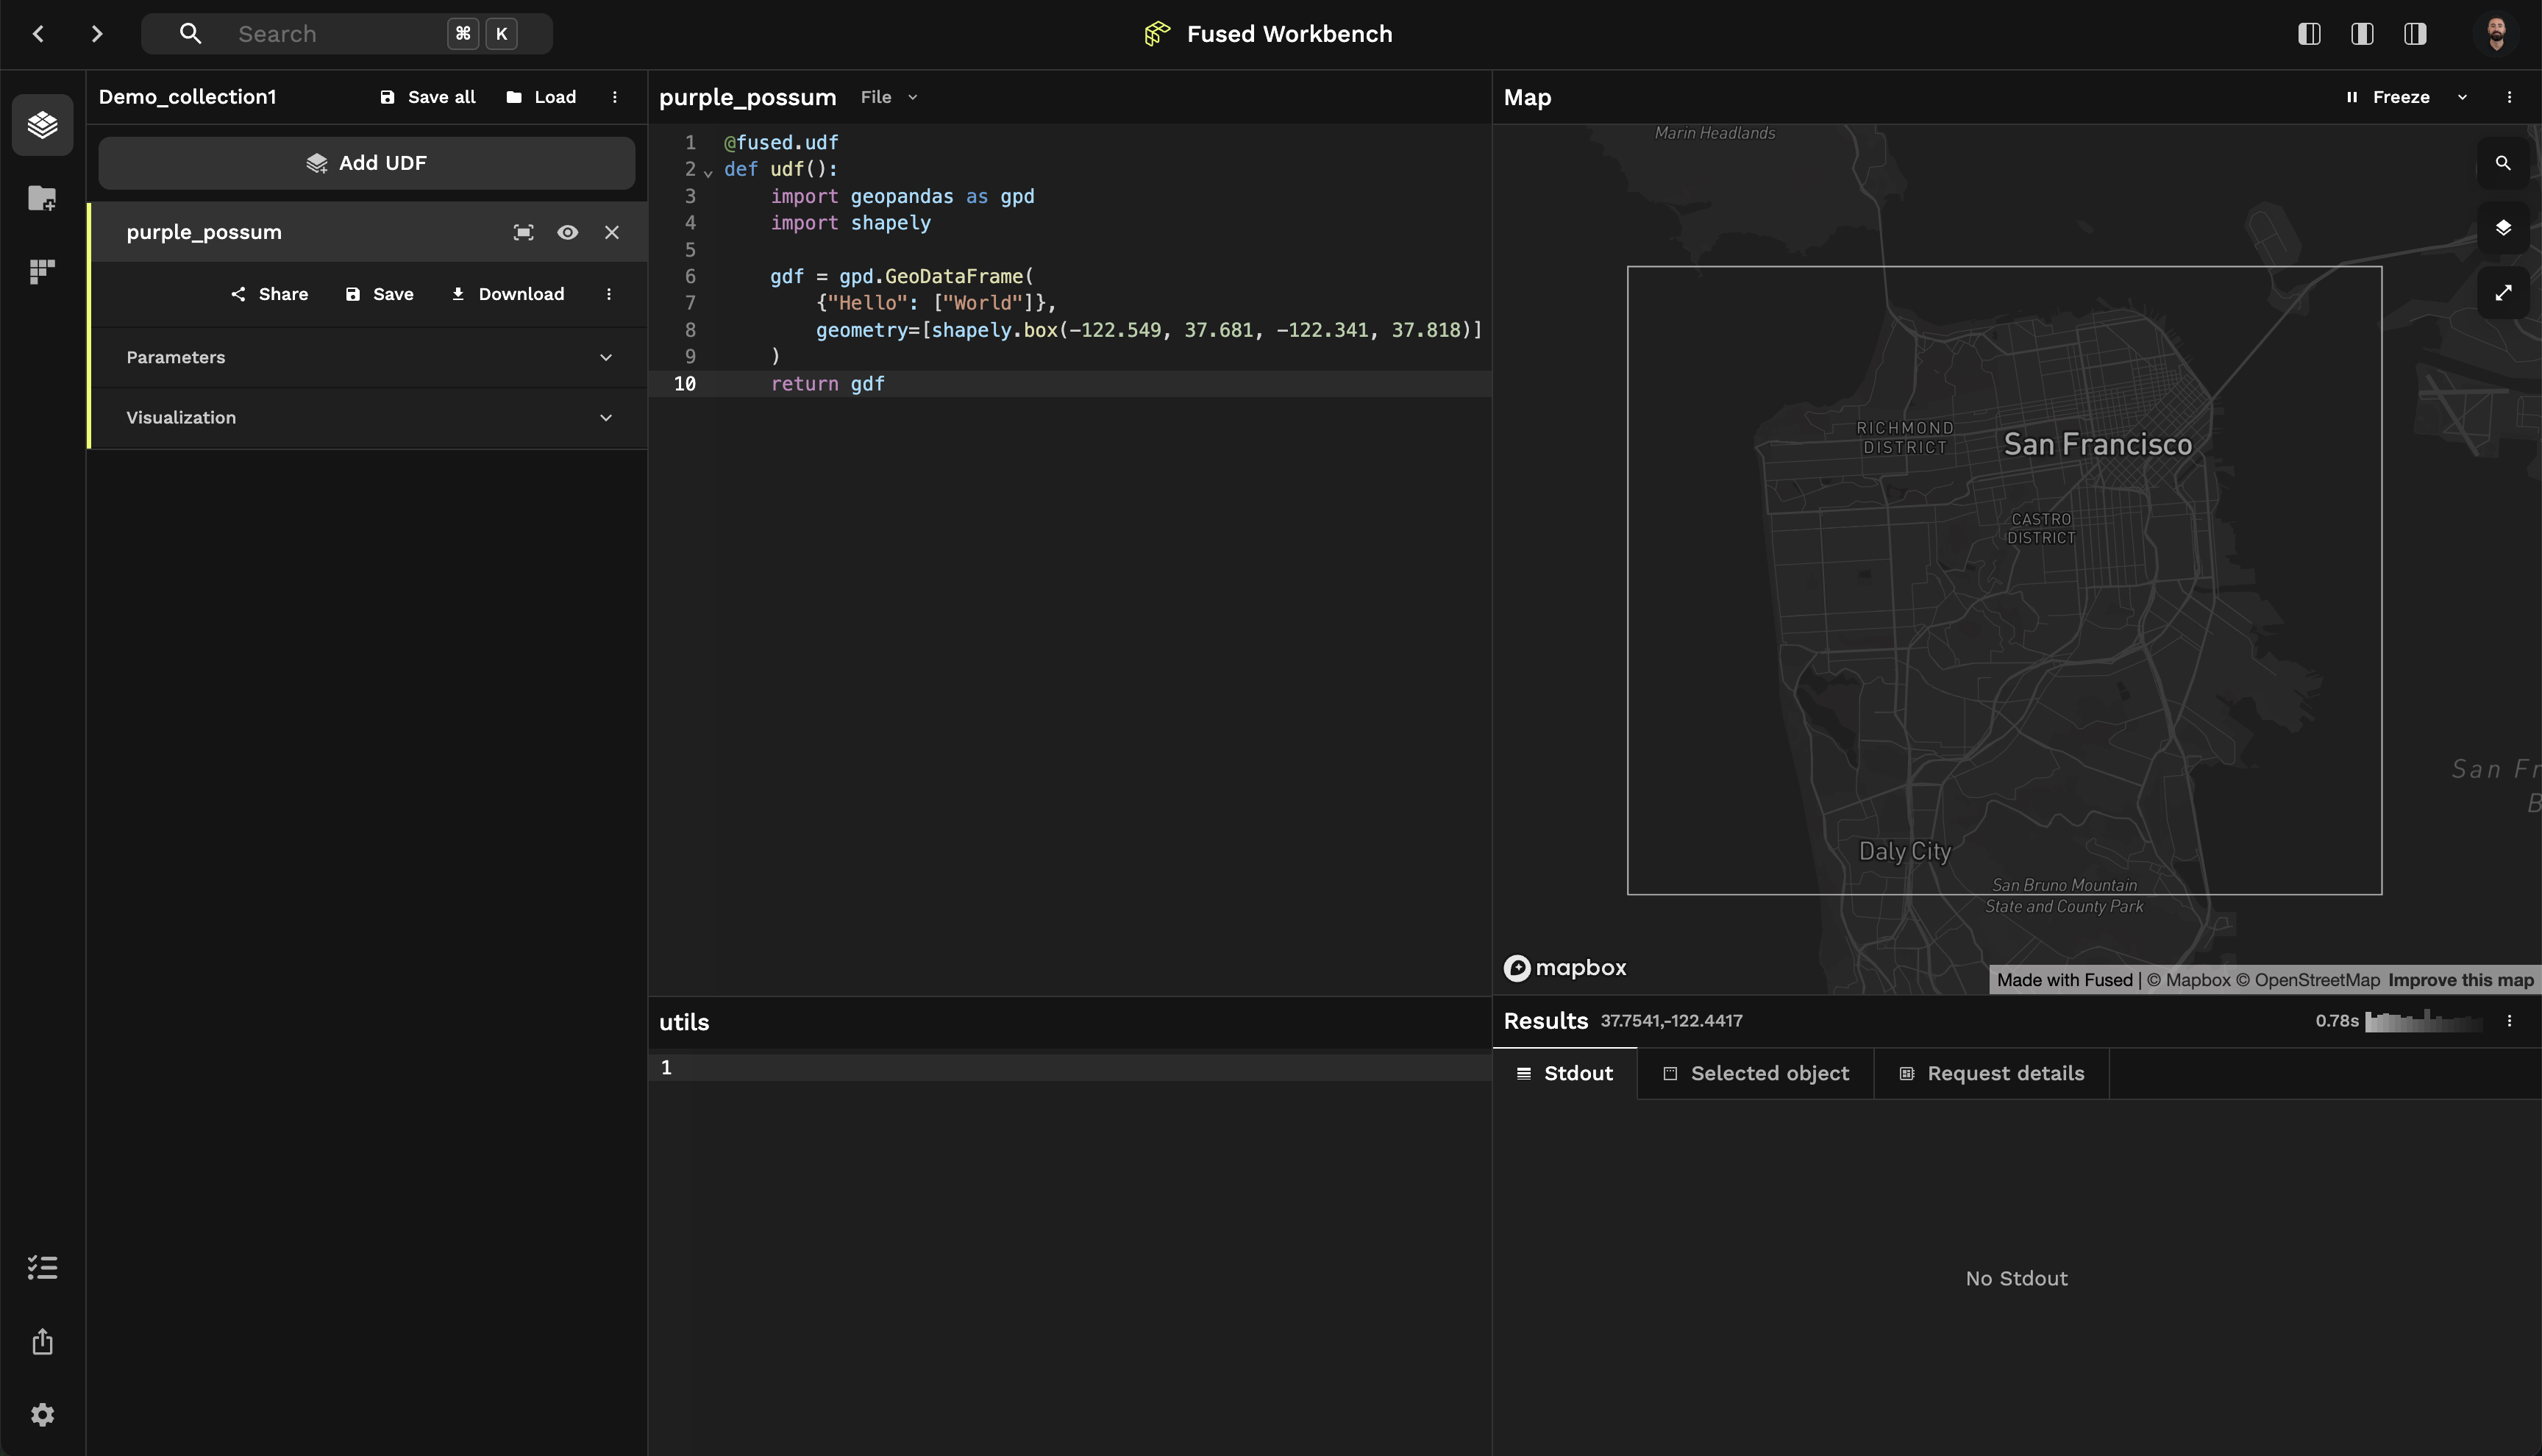 Search ⌘ K
Fused Workbench
Demo_collection1 Save all Load
Add UDF
purple_possum
Share Save Download
Parameters
Visualization
purple_possum File
1 @fused.udf
2 def udf():
3     import geopandas as gpd
4     import shapely
5
6     gdf = gpd.GeoDataFrame(
7         {"Hello": ["World"]},
8         geometry=[shapely.box(-122.549, 37.681, -122.341, 37.818)]
9     )
10     return gdf
utils
1
Map Freeze
Marin Headlands
RICHMOND
DISTRICT
San Francisco
CASTRO
DISTRICT
San Fr
B
Daly City
San Bruno Mountain
State and County Park
mapbox
Made with Fused | © Mapbox © OpenStreetMap Improve this map
Results 37.7541,-122.4417 0.78s
Stdout Selected object Request details
No Stdout